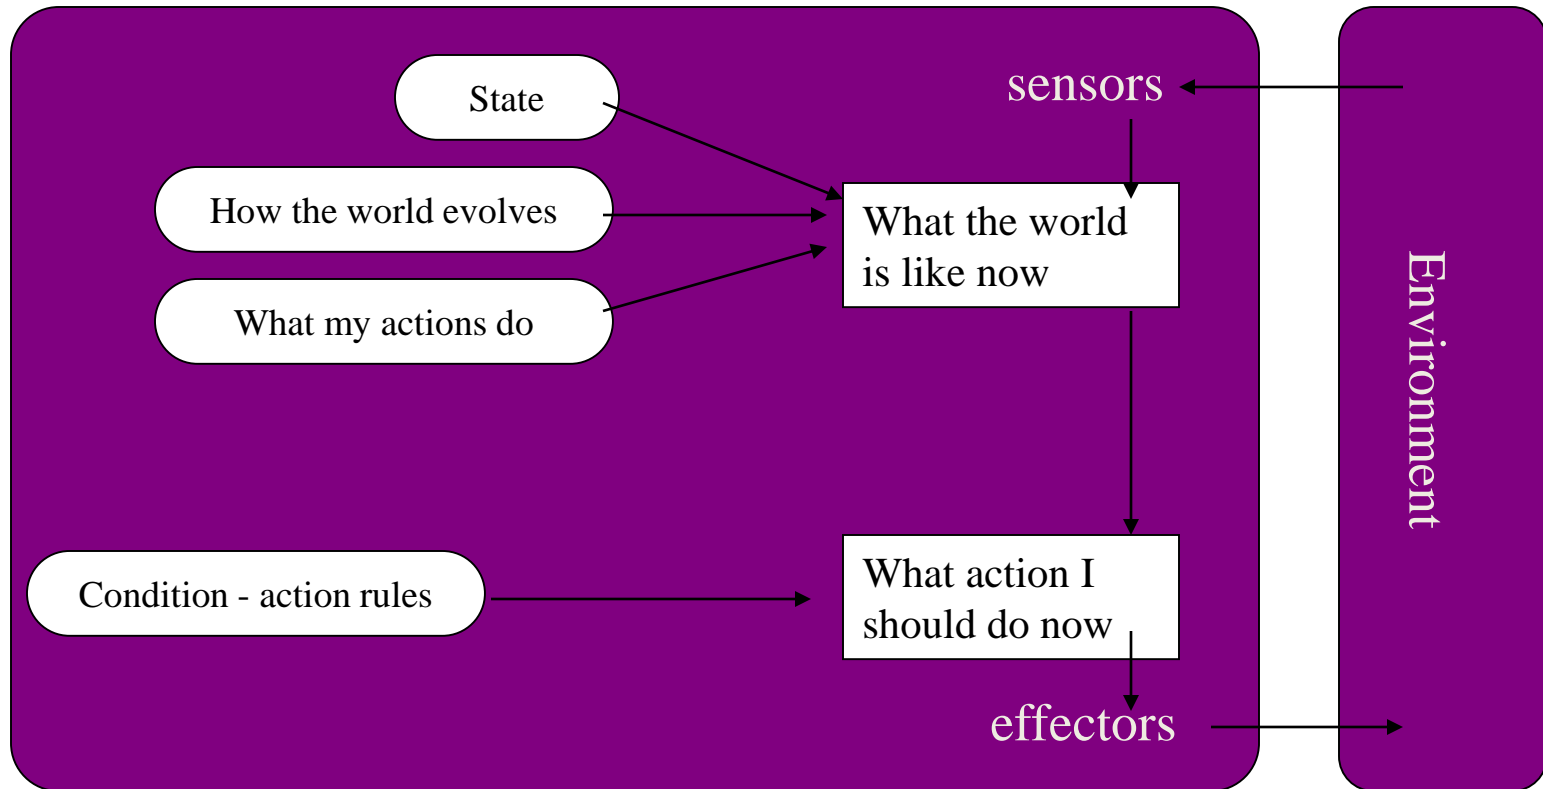 State
sensors
How the world evolves
What the world
is like now
What my actions do
Environment
Condition - action rules
What action I
should do now
effectors